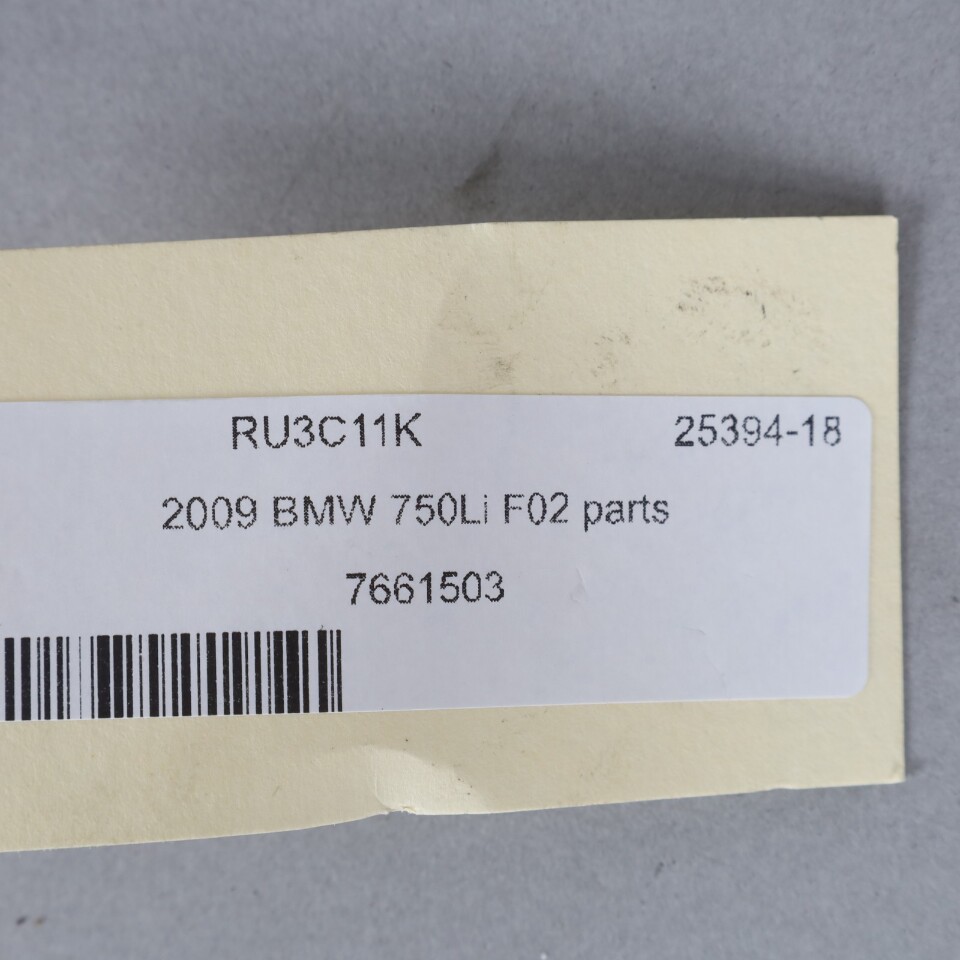 RU3C11K 25394-18
2009 BMW 750Li F02 parts
7661503